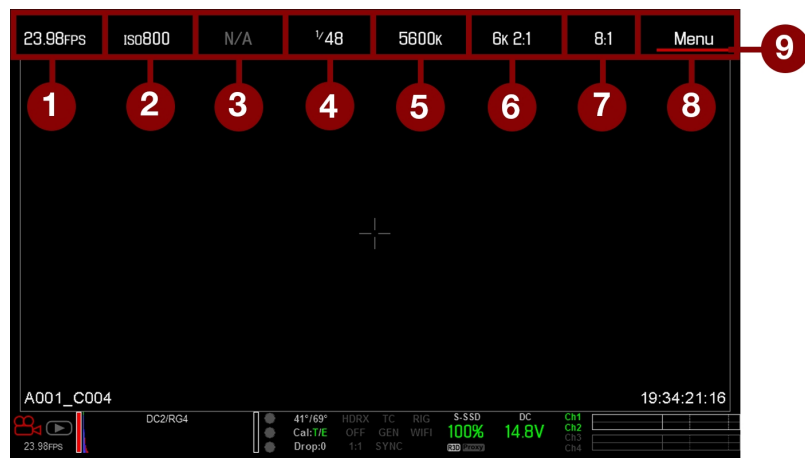 23.98FPS ISO800 N/A 1/48 5600K 6K 2:1 8:1 Menu 9
1 2 3 4 5 6 7 8
A001_C004 19:34:21:16
DC2/RG4 41°/69° HDRX TC RIG S-SSD DC Ch1
Cal:T/E OFF GEN WIFI 100% 14.8V Ch2
23.98FPS Drop:0 1:1 SYNC R3D Proxy Ch3
Ch4